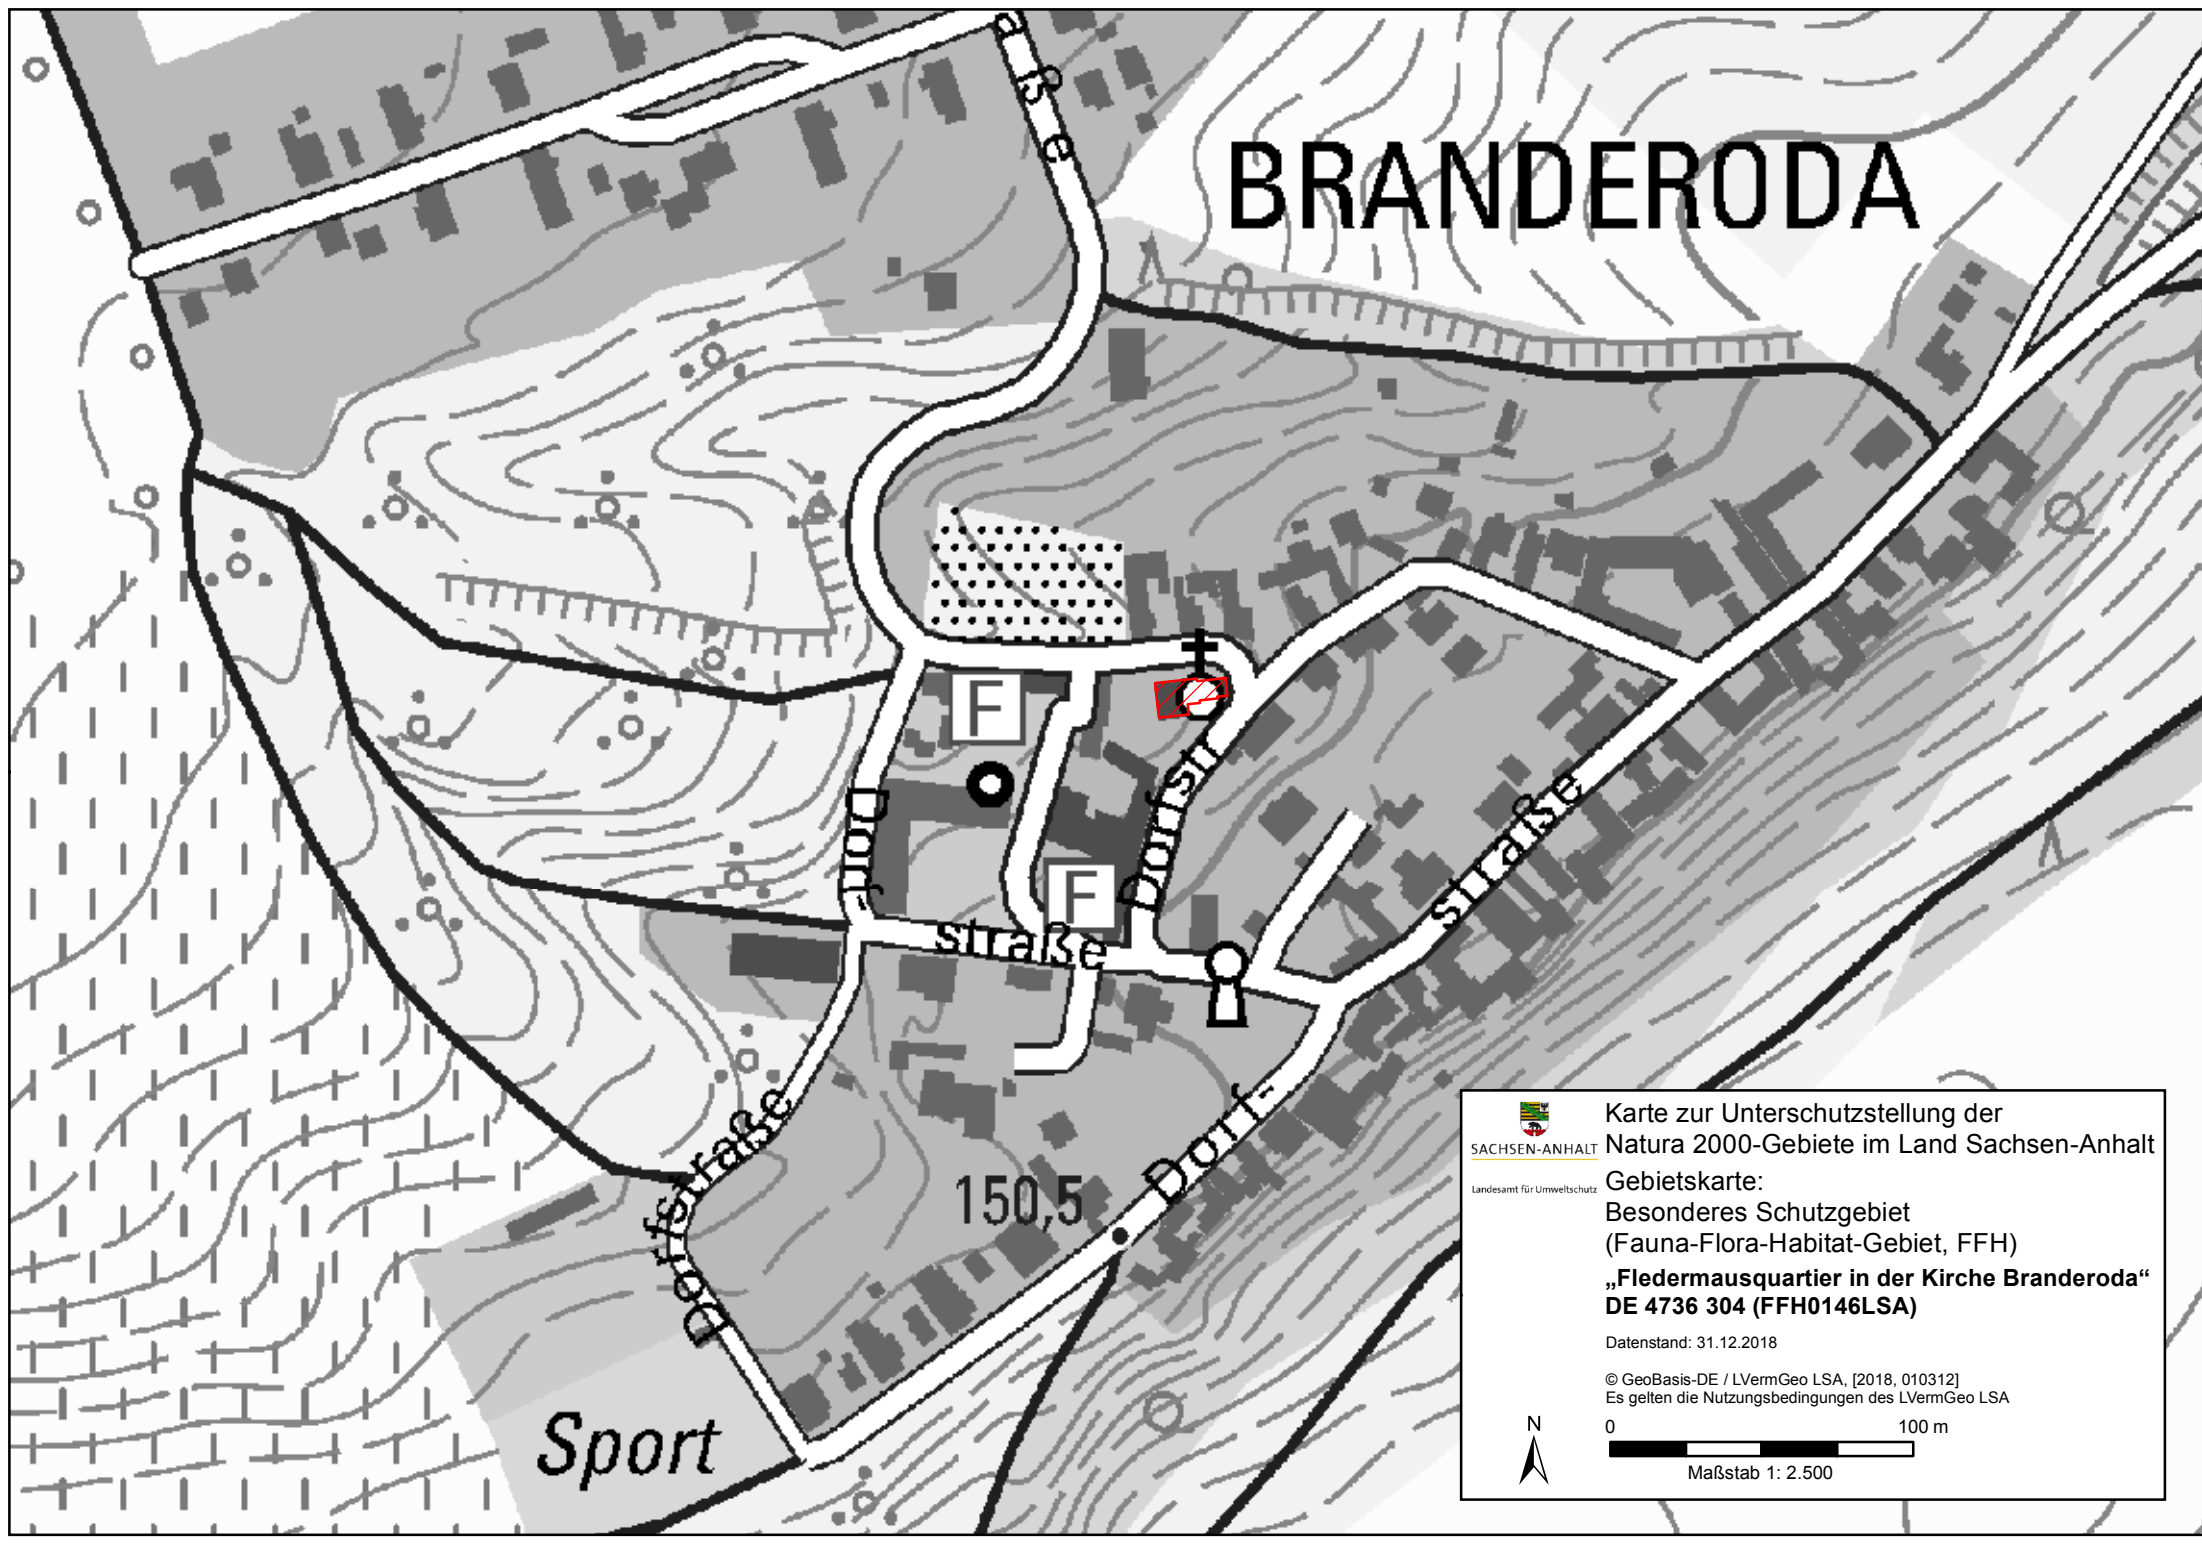 aße
BRANDERODA
F
Dorfstr
Dorf-
straße
F
straße
Dorfstraße
Dorf-
150,5
Sport
SACHSEN-ANHALT
Landesamt für Umweltschutz
Karte zur Unterschutzstellung der
Natura 2000-Gebiete im Land Sachsen-Anhalt
Gebietskarte:
Besonderes Schutzgebiet
(Fauna-Flora-Habitat-Gebiet, FFH)
„Fledermausquartier in der Kirche Branderoda“
DE 4736 304 (FFH0146LSA)
Datenstand: 31.12.2018
© GeoBasis-DE / LVermGeo LSA, [2018, 010312]
Es gelten die Nutzungsbedingungen des LVermGeo LSA
N
0 100 m
Maßstab 1: 2.500